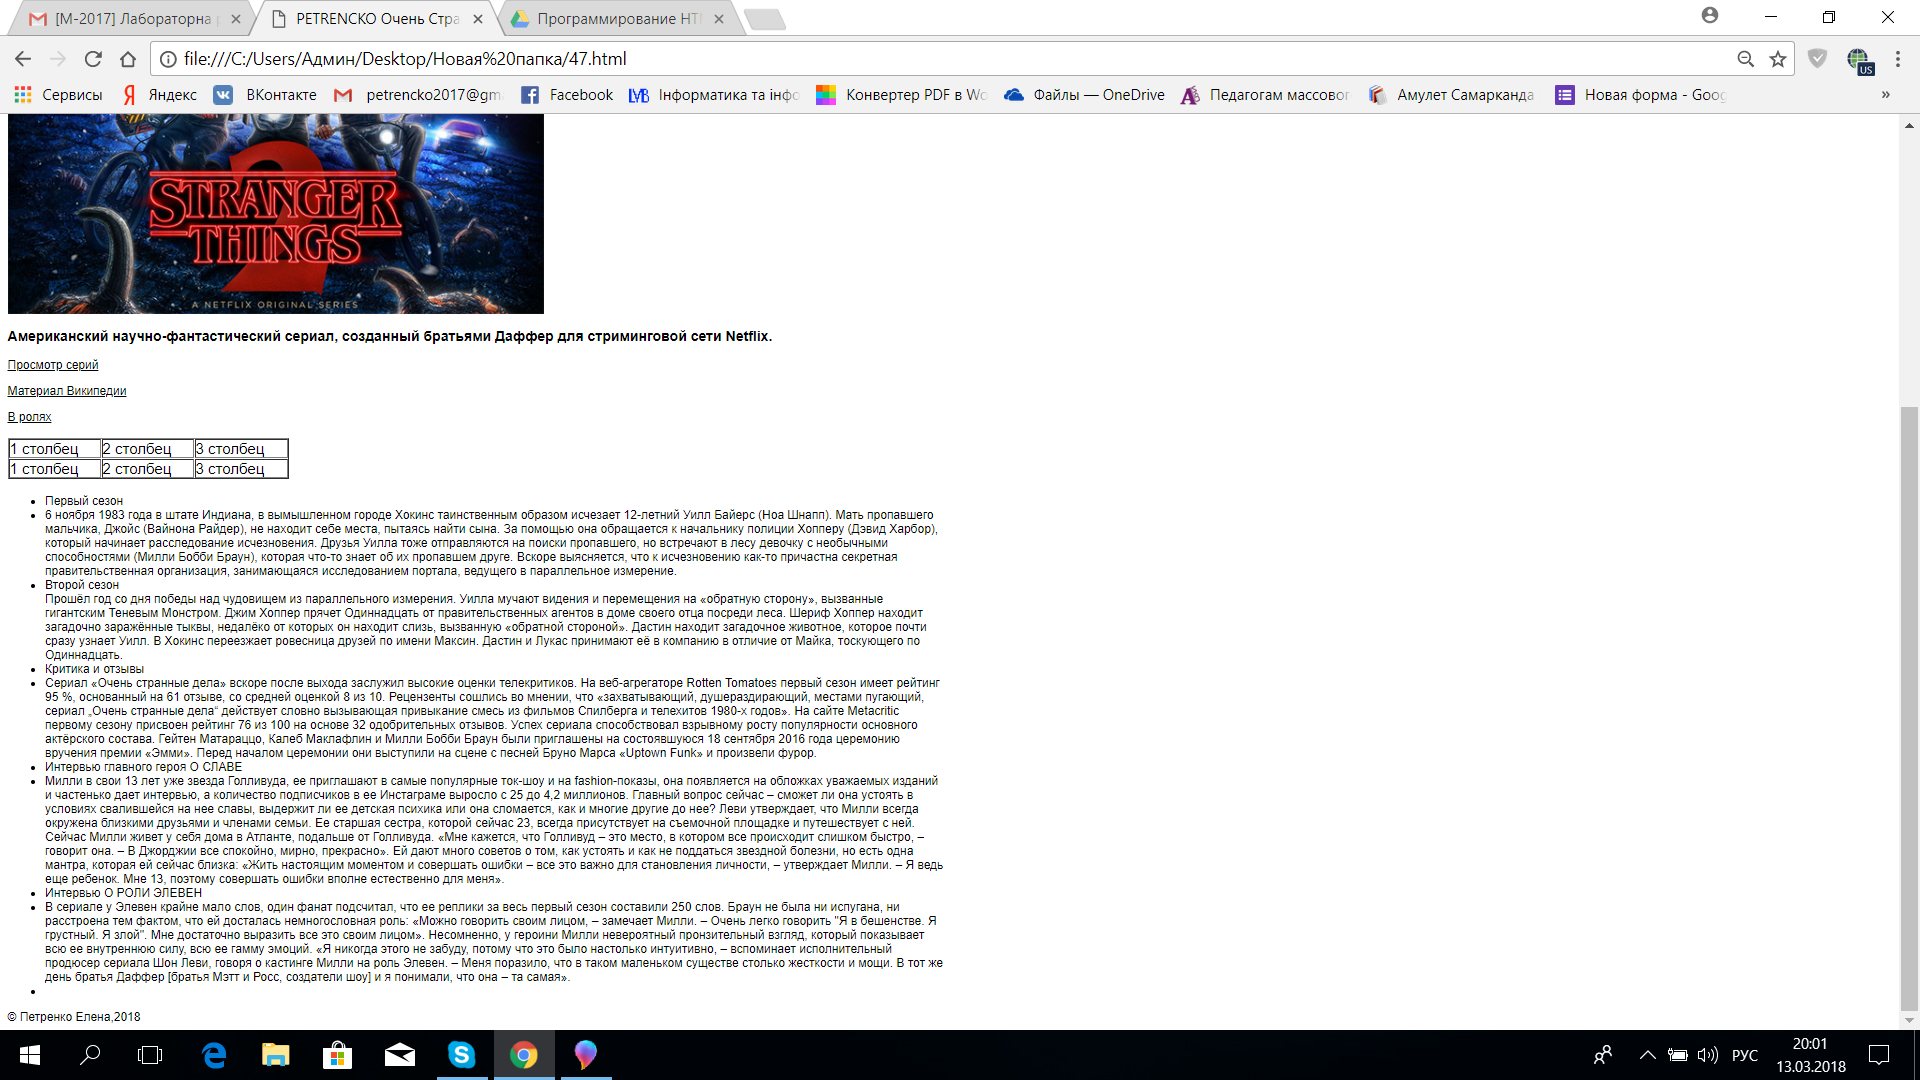 [M-2017] Лабораторна
PETRENCKO Очень Стра
Программирование HT
file:///C:/Users/Админ/Desktop/Новая%20папка/47.html
Сервисы
Яндекс
ВКонтакте
petrencko2017@gm
Facebook
Інформатика та інфо
Конвертер PDF в Wo
Файлы — OneDrive
Педагогам массовог
Амулет Самарканда
Новая форма - Goog
»
US
2
STRANGER
THINGS
A NETFLIX ORIGINAL SERIES
Американский научно-фантастический сериал, созданный братьями Даффер для стриминговой сети Netflix.
Просмотр серий
Материал Википедии
В ролях
1 столбец 2 столбец 3 столбец
1 столбец 2 столбец 3 столбец
Первый сезон
6 ноября 1983 года в штате Индиана, в вымышленном городе Хокинс таинственным образом исчезает 12-летний Уилл Байерс (Ноа Шнапп). Мать пропавшего
мальчика, Джойс (Вайнона Райдер), не находит себе места, пытаясь найти сына. За помощью она обращается к начальнику полиции Хопперу (Дэвид Харбор),
который начинает расследование исчезновения. Друзья Уилла тоже отправляются на поиски пропавшего, но встречают в лесу девочку с необычными
способностями (Милли Бобби Браун), которая что-то знает об их пропавшем друге. Вскоре выясняется, что к исчезновению как-то причастна секретная
правительственная организация, занимающаяся исследованием портала, ведущего в параллельное измерение.
Второй сезон
Прошёл год со дня победы над чудовищем из параллельного измерения. Уилла мучают видения и перемещения на «обратную сторону», вызванные
гигантским Теневым Монстром. Джим Хоппер прячет Одиннадцать от правительственных агентов в доме своего отца посреди леса. Шериф Хоппер находит
загадочно заражённые тыквы, недалёко от которых он находит слизь, вызванную «обратной стороной». Дастин находит загадочное животное, которое почти
сразу узнает Уилл. В Хокинс переезжает ровесница друзей по имени Максин. Дастин и Лукас принимают её в компанию в отличие от Майка, тоскующего по
Одиннадцать.
Критика и отзывы
Сериал «Очень странные дела» вскоре после выхода заслужил высокие оценки телекритиков. На веб-агрегаторе Rotten Tomatoes первый сезон имеет рейтинг
95 %, основанный на 61 отзыве, со средней оценкой 8 из 10. Рецензенты сошлись во мнении, что «захватывающий, душераздирающий, местами пугающий,
сериал „Очень странные дела“ действует словно вызывающая привыкание смесь из фильмов Спилберга и телехитов 1980-х годов». На сайте Metacritic
первому сезону присвоен рейтинг 76 из 100 на основе 32 одобрительных отзывов. Успех сериала способствовал взрывному росту популярности основного
актёрского состава. Гейтен Матараццо, Калеб Маклафлин и Милли Бобби Браун были приглашены на состоявшуюся 18 сентября 2016 года церемонию
вручения премии «Эмми». Перед началом церемонии они выступили на сцене с песней Бруно Марса «Uptown Funk» и произвели фурор.
Интервью главного героя О СЛАВЕ
Милли в свои 13 лет уже звезда Голливуда, ее приглашают в самые популярные ток-шоу и на fashion-показы, она появляется на обложках уважаемых изданий
и частенько дает интервью, а количество подписчиков в ее Инстаграме выросло с 25 до 4,2 миллионов. Главный вопрос сейчас – сможет ли она устоять в
условиях свалившейся на нее славы, выдержит ли ее детская психика или она сломается, как и многие другие до нее? Леви утверждает, что Милли всегда
окружена близкими друзьями и членами семьи. Ее старшая сестра, которой сейчас 23, всегда присутствует на съемочной площадке и путешествует с ней.
Сейчас Милли живет у себя дома в Атланте, подальше от Голливуда. «Мне кажется, что Голливуд – это место, в котором все происходит слишком быстро, –
говорит она. – В Джорджии все спокойно, мирно, прекрасно». Ей дают много советов о том, как устоять и как не поддаться звездной болезни, но есть одна
мантра, которая ей сейчас близка: «Жить настоящим моментом и совершать ошибки – все это важно для становления личности, – утверждает Милли. – Я ведь
еще ребенок. Мне 13, поэтому совершать ошибки вполне естественно для меня».
Интервью О РОЛИ ЭЛЕВЕН
В сериале у Элевен крайне мало слов, один фанат подсчитал, что ее реплики за весь первый сезон составили 250 слов. Браун не была ни испугана, ни
расстроена тем фактом, что ей досталась немногословная роль: «Можно говорить своим лицом, – замечает Милли. – Очень легко говорить "Я в бешенстве. Я
грустный. Я злой". Мне достаточно выразить все это своим лицом». Несомненно, у героини Милли невероятный пронзительный взгляд, который показывает
всю ее внутреннюю силу, всю ее гамму эмоций. «Я никогда этого не забуду, потому что это было настолько интуитивно, – вспоминает исполнительный
продюсер сериала Шон Леви, говоря о кастинге Милли на роль Элевен. – Меня поразило, что в таком маленьком существе столько жесткости и мощи. В тот же
день братья Даффер [братья Мэтт и Росс, создатели шоу] и я понимали, что она – та самая».
© Петренко Елена,2018
РУС
20:01
13.03.2018